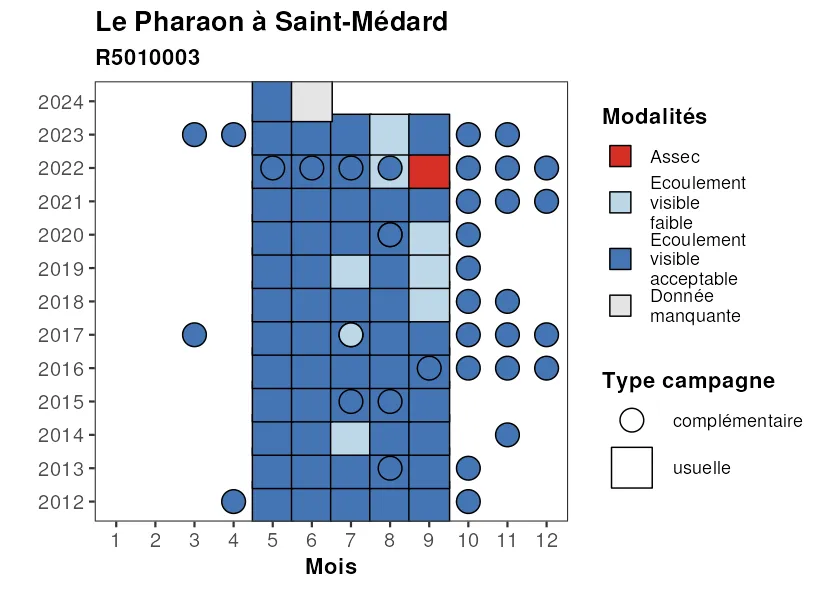 Le Pharaon à Saint-Médard
R5010003
2024
2023
2022
2021
2020
2019
2018
2017
2016
2015
2014
2013
2012
1 2 3 4 5 6 7 8 9 10 11 12
Mois
Modalités
Assec
Ecoulement
visible
faible
Ecoulement
visible
acceptable
Donnée
manquante
Type campagne
complémentaire
usuelle